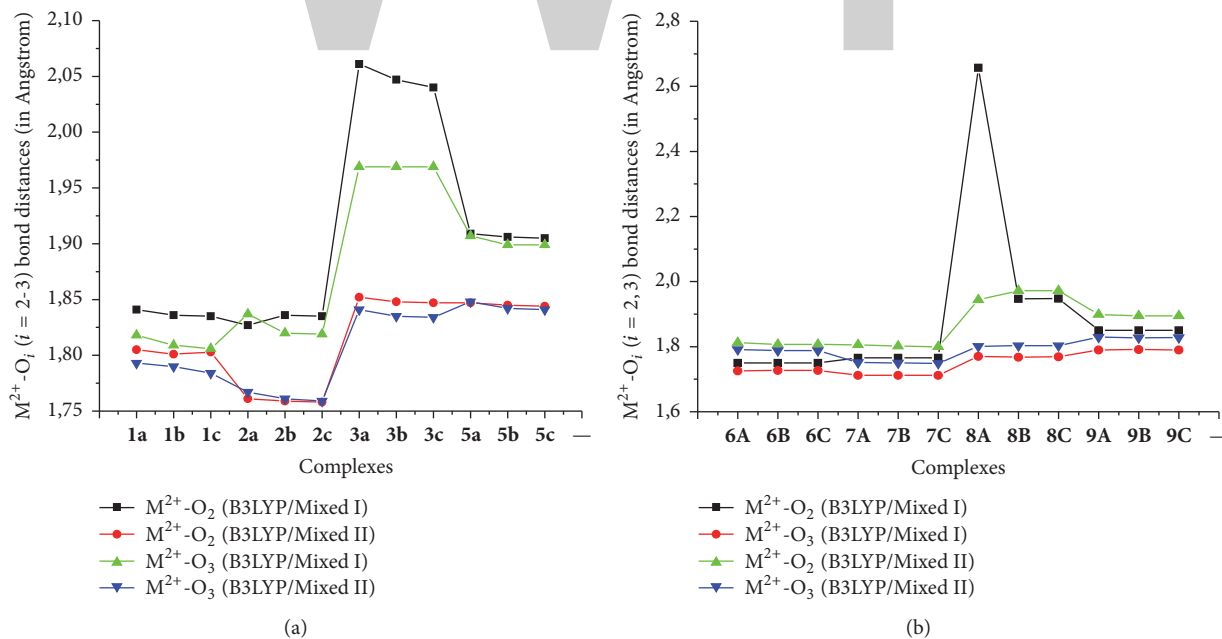 2,10
2,05
2,00
1,95
1,90
1,85
1,80
1,75
M²⁺-Oᵢ (i = 2-3) bond distances (in Angstrom)
1a 1b 1c 2a 2b 2c 3a 3b 3c 5a 5b 5c —
Complexes
M²⁺-O₂ (B3LYP/Mixed I)
M²⁺-O₂ (B3LYP/Mixed II)
M²⁺-O₃ (B3LYP/Mixed I)
M²⁺-O₃ (B3LYP/Mixed II)
(a)
2,8
2,6
2,4
2,2
2,0
1,8
1,6
M²⁺-Oᵢ (i = 2, 3) bond distances (in Angstrom)
6A 6B 6C 7A 7B 7C 8A 8B 8C 9A 9B 9C —
Complexes
M²⁺-O₂ (B3LYP/Mixed I)
M²⁺-O₃ (B3LYP/Mixed I)
M²⁺-O₂ (B3LYP/Mixed II)
M²⁺-O₃ (B3LYP/Mixed II)
(b)